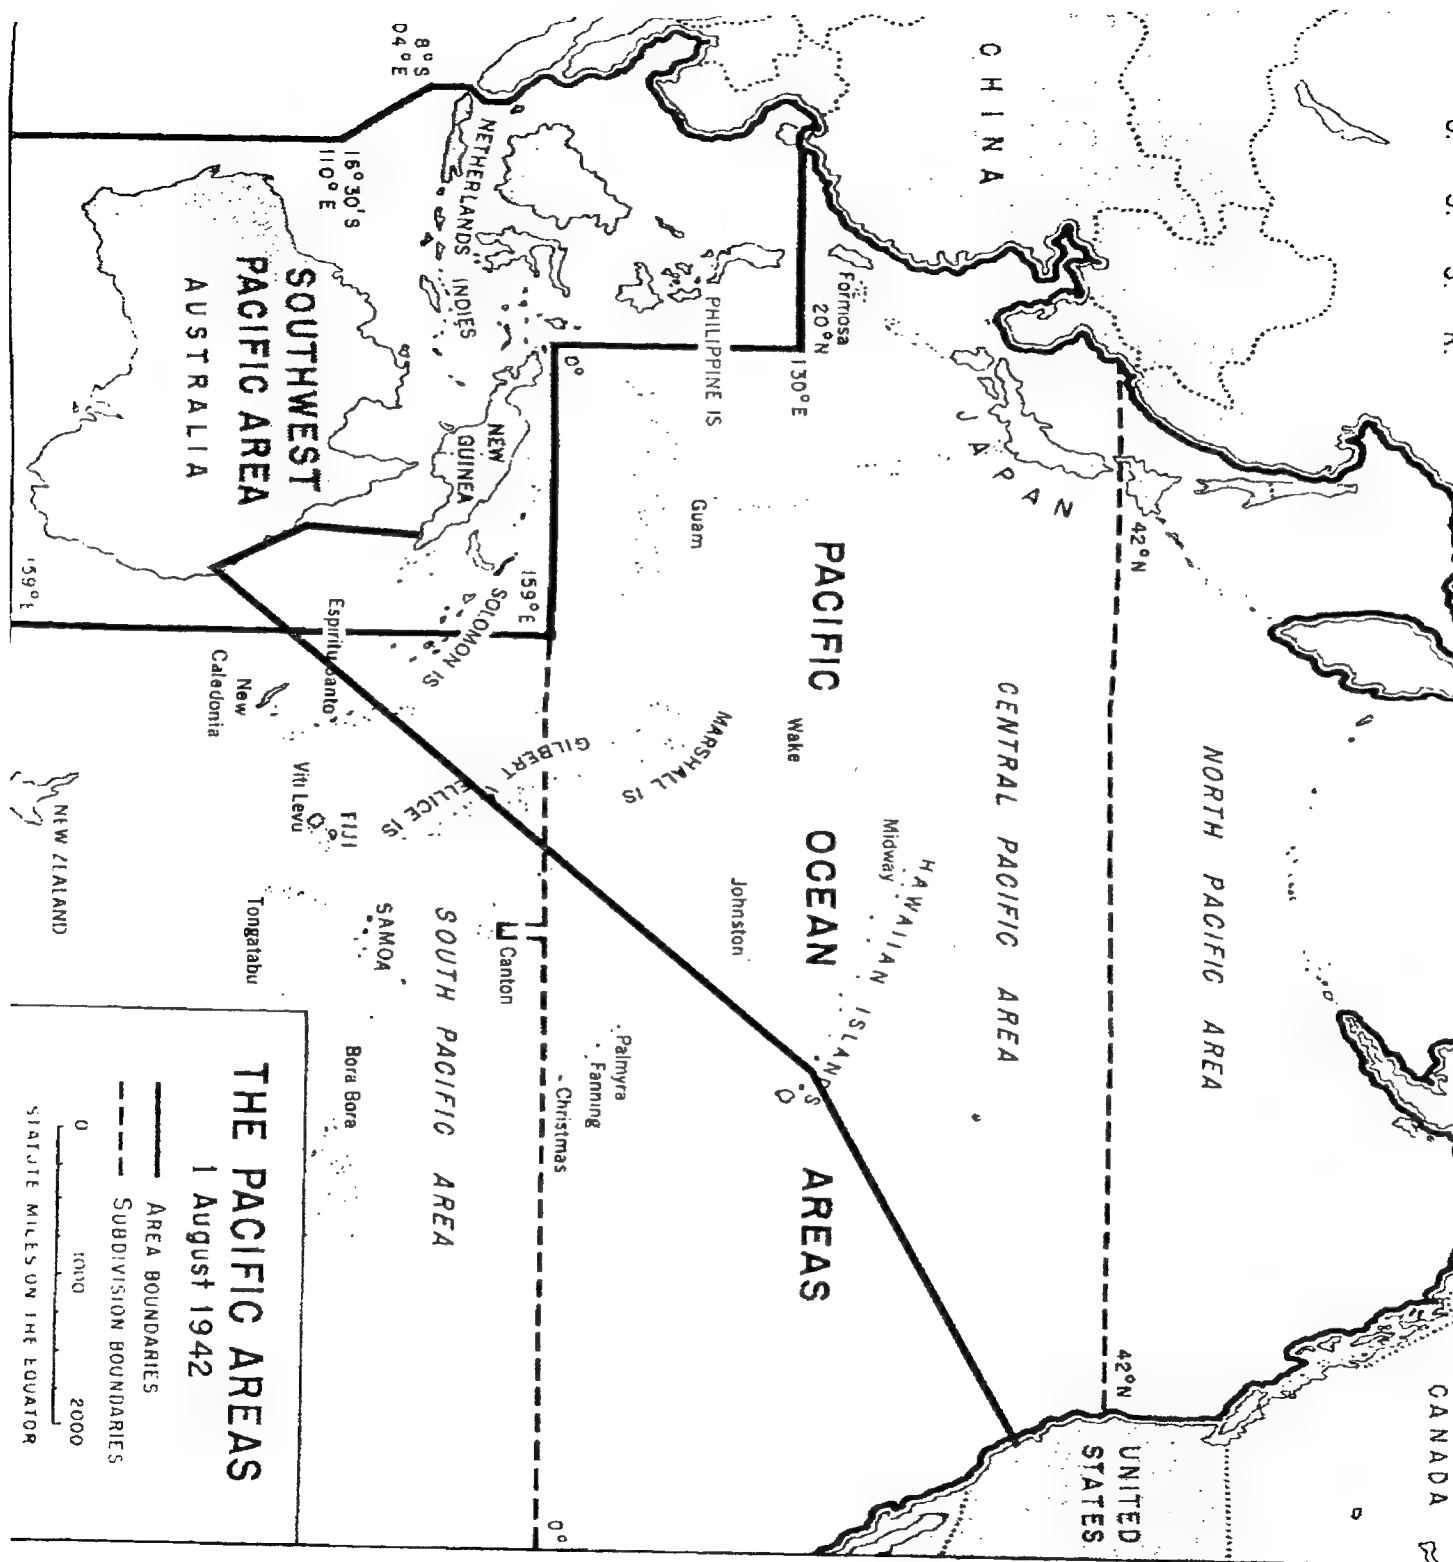 THE PACIFIC AREAS
1 August 1942
AREA BOUNDARIES
SUBDIVISION BOUNDARIES
0 1000 2000
STATUTE MILES ON THE EQUATOR
CANADA
UNITED
STATES
CHINA
JAPAN
Formosa
20°N
130°E
42°N
42°N
NORTH PACIFIC AREA
CENTRAL PACIFIC AREA
PACIFIC OCEAN AREAS
HAWAIIAN ISLANDS
Midway
Wake
Johnston
MARSHALL IS
Guam
PHILIPPINE IS
Palmyra
Fanning
Christmas
0°
0°
159°E
GILBERT
ELLICE IS
Canton
SOUTH PACIFIC AREA
SOLOMON IS
NEW
GUINEA
NETHERLANDS INDIES
8°S
04°E
16°30'S
110°E
SOUTHWEST
PACIFIC AREA
AUSTRALIA
Espiritu Santo
SAMOA
FIJI
Viti Levu
Bora Bora
Tongatabu
New
Caledonia
NEW ZEALAND
159°E